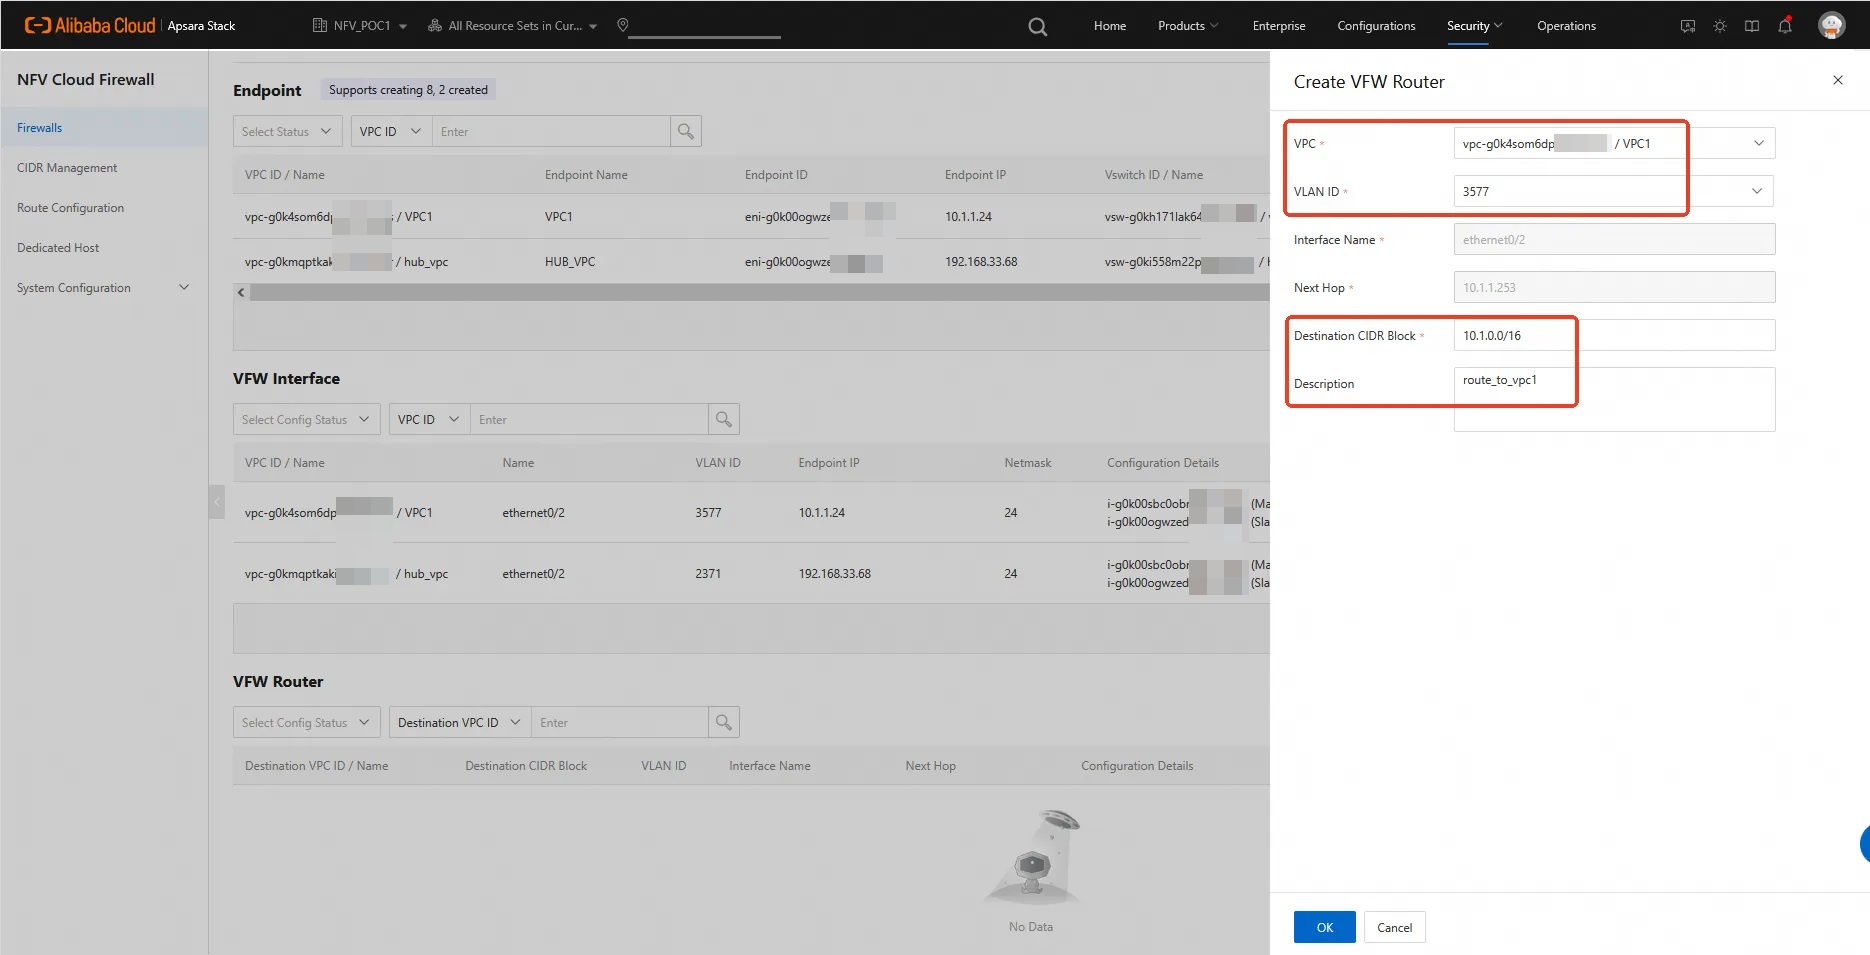 Alibaba Cloud | Apsara Stack NFV_POC1 All Resource Sets in Cur... Home Products Enterprise Configurations Security Operations
NFV Cloud Firewall
Firewalls
CIDR Management
Route Configuration
Dedicated Host
System Configuration
Endpoint Supports creating 8, 2 created
Select Status VPC ID Enter
VPC ID / Name Endpoint Name Endpoint ID Endpoint IP Vswitch ID / Name
vpc-g0k4som6dp / VPC1 VPC1 eni-g0k00ogwze 10.1.1.24 vsw-g0kh171lak64 /
vpc-g0kmqptkak / hub_vpc HUB_VPC eni-g0k00ogwze 192.168.33.68 vsw-g0ki558m22p /
VFW Interface
Select Config Status VPC ID Enter
VPC ID / Name Name VLAN ID Endpoint IP Netmask Configuration Details
vpc-g0k4som6dp / VPC1 ethernet0/2 3577 10.1.1.24 24 i-g0k00sbc0obr (Ma
i-g0k00ogwzed (Sla
vpc-g0kmqptkaki / hub_vpc ethernet0/2 2371 192.168.33.68 24 i-g0k00sbc0obr (Ma
i-g0k00ogwzed (Sla
VFW Router
Select Config Status Destination VPC ID Enter
Destination VPC ID / Name Destination CIDR Block VLAN ID Interface Name Next Hop Configuration Details
No Data
Create VFW Router
VPC * vpc-g0k4som6dp / VPC1
VLAN ID * 3577
Interface Name * ethernet0/2
Next Hop * 10.1.1.253
Destination CIDR Block * 10.1.0.0/16
Description route_to_vpc1
OK Cancel